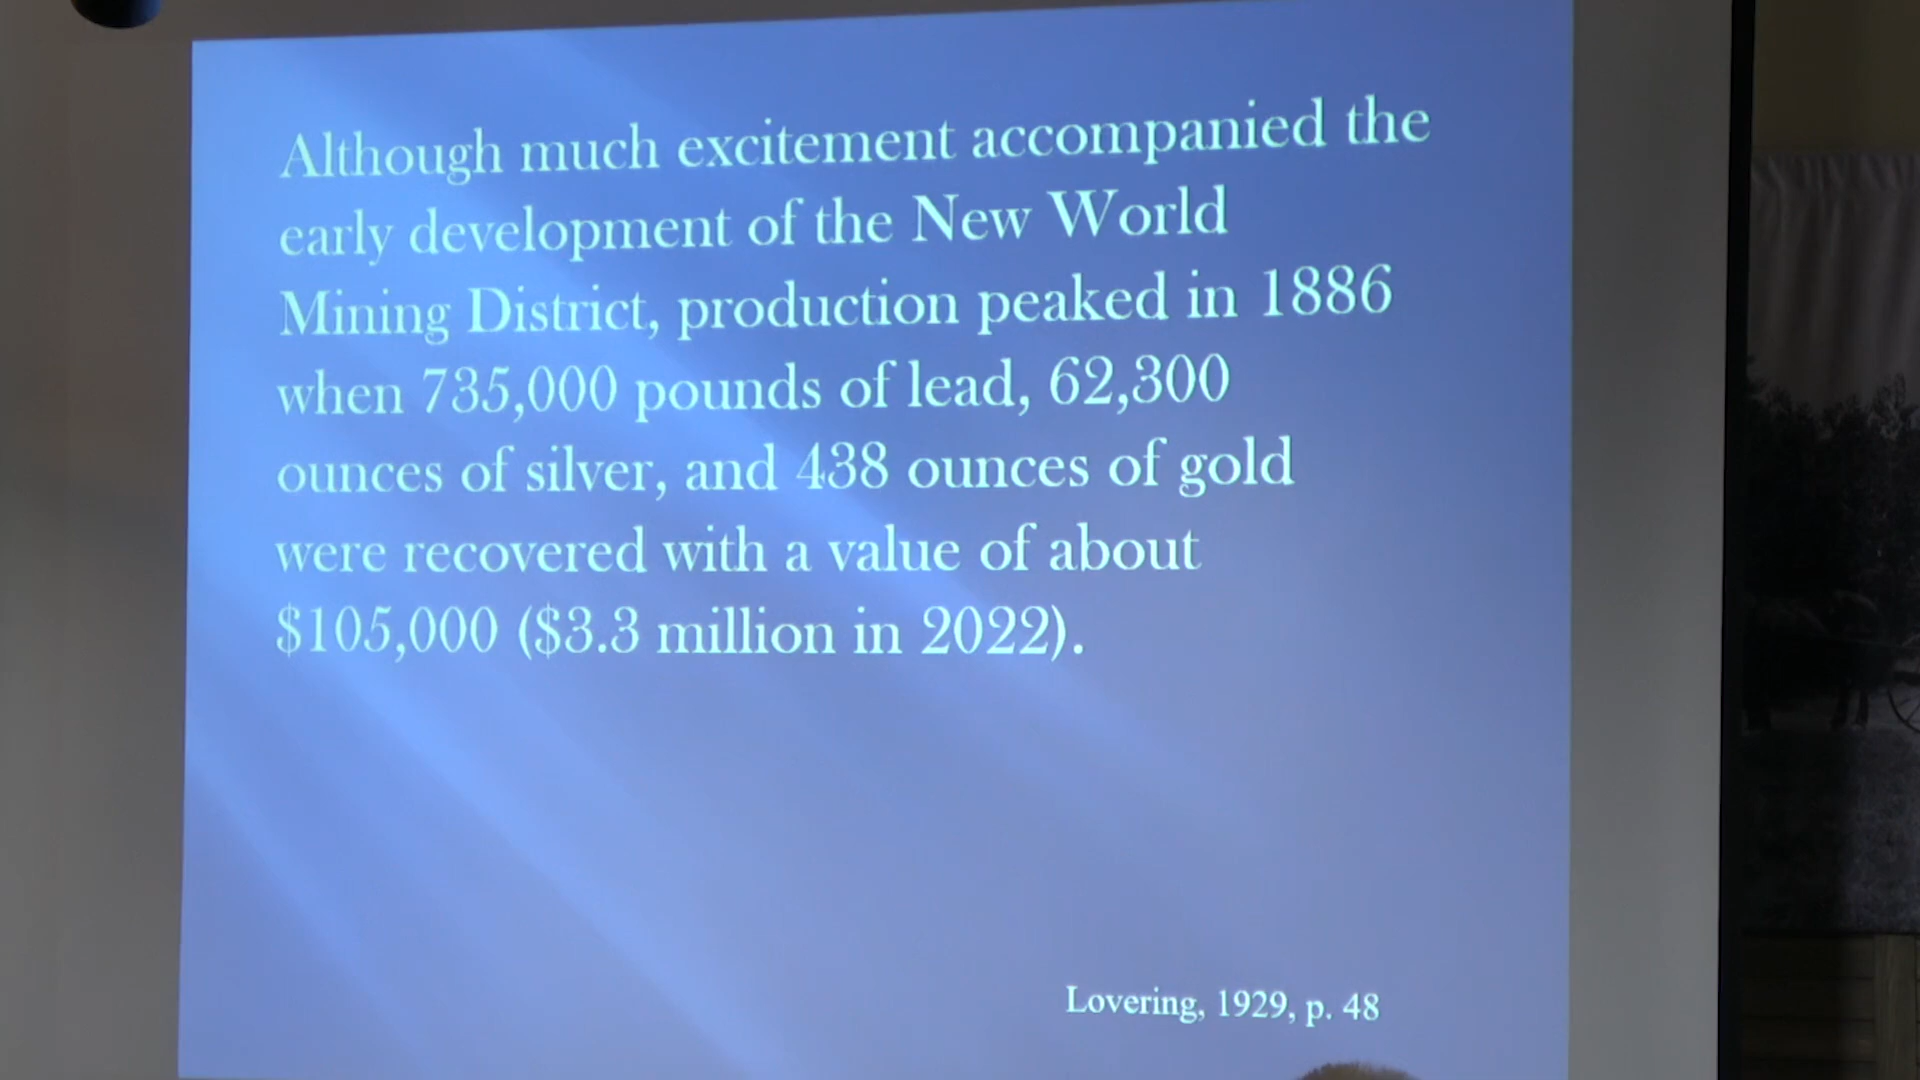 Although much excitement accompanied the
early development of the New World
Mining District, production peaked in 1886
when 735,000 pounds of lead, 62,300
ounces of silver, and 438 ounces of gold
were recovered with a value of about
$105,000 ($3.3 million in 2022).
Lovering, 1929, p. 48